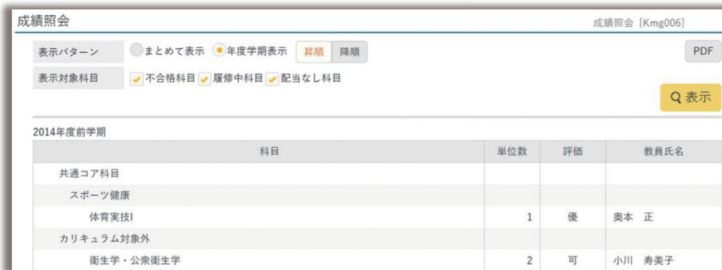 成績照会 成績照会 [Kmg006]
表示パターン まとめて表示 年度学期表示 昇順 降順 PDF
表示対象科目 不合格科目 履修中科目 配当なし科目
表示
2014年度前学期
科目 単位数 評価 教員氏名
共通コア科目
スポーツ健康
体育実技I 1 優 奥本 正
カリキュラム対象外
衛生学・公衆衛生学 2 可 小川 寿美子